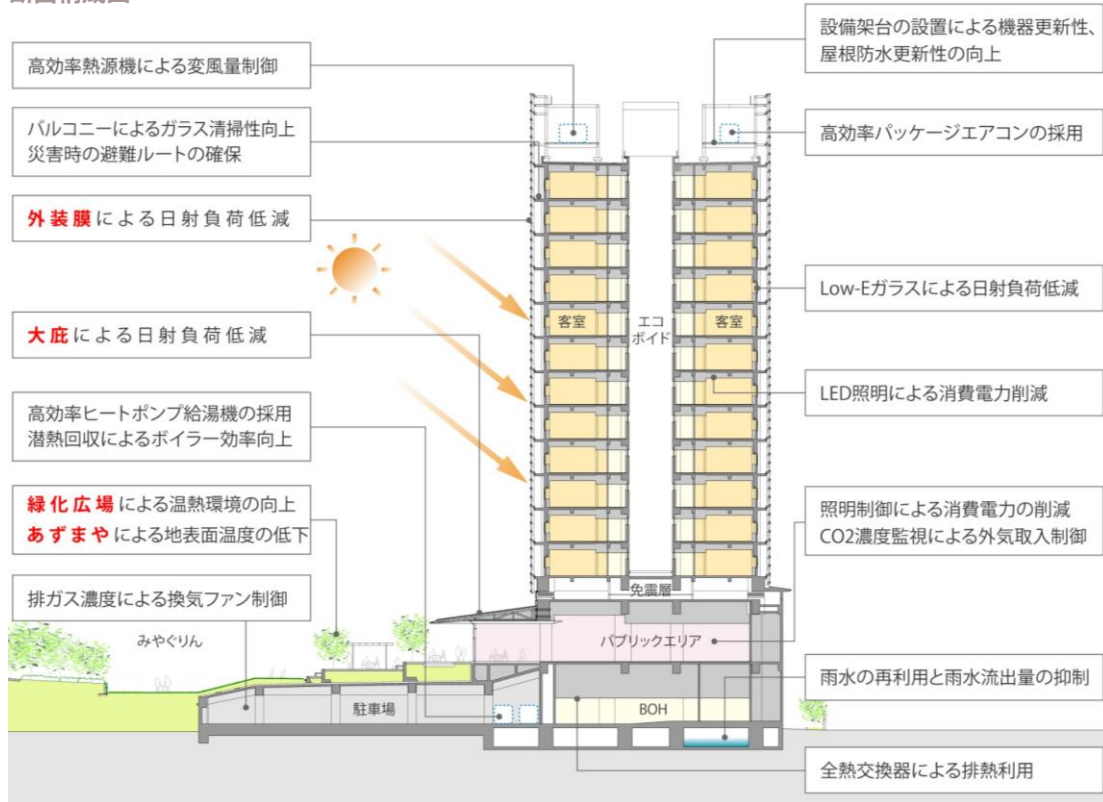 断面構成図
高効率熱源機による変風量制御
バルコニーによるガラス清掃性向上
災害時の避難ルートの確保
外装膜による日射負荷低減
大庇による日射負荷低減
高効率ヒートポンプ給湯機の採用
潜熱回収によるボイラー効率向上
緑化広場による温熱環境の向上
あずまやによる地表面温度の低下
排ガス濃度による換気ファン制御
みやぐりん
駐車場
客室
エコ
ボイド
客室
免震層
パブリックエリア
BOH
設備架台の設置による機器更新性、
屋根防水更新性の向上
高効率パッケージエアコンの採用
Low-Eガラスによる日射負荷低減
LED照明による消費電力削減
照明制御による消費電力の削減
CO2濃度監視による外気取入制御
雨水の再利用と雨水流出量の抑制
全熱交換器による排熱利用